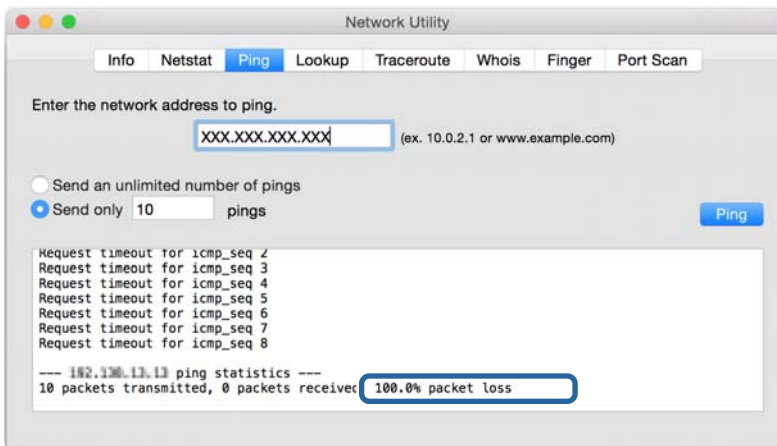 Network Utility
Info Netstat Ping Lookup Traceroute Whois Finger Port Scan
Enter the network address to ping.
XXX.XXX.XXX.XXX (ex. 10.0.2.1 or www.example.com)
Send an unlimited number of pings
Send only 10 pings
Ping
Request timeout for icmp_seq 2
Request timeout for icmp_seq 3
Request timeout for icmp_seq 4
Request timeout for icmp_seq 5
Request timeout for icmp_seq 6
Request timeout for icmp_seq 7
Request timeout for icmp_seq 8
--- ping statistics ---
10 packets transmitted, 0 packets received 100.0% packet loss